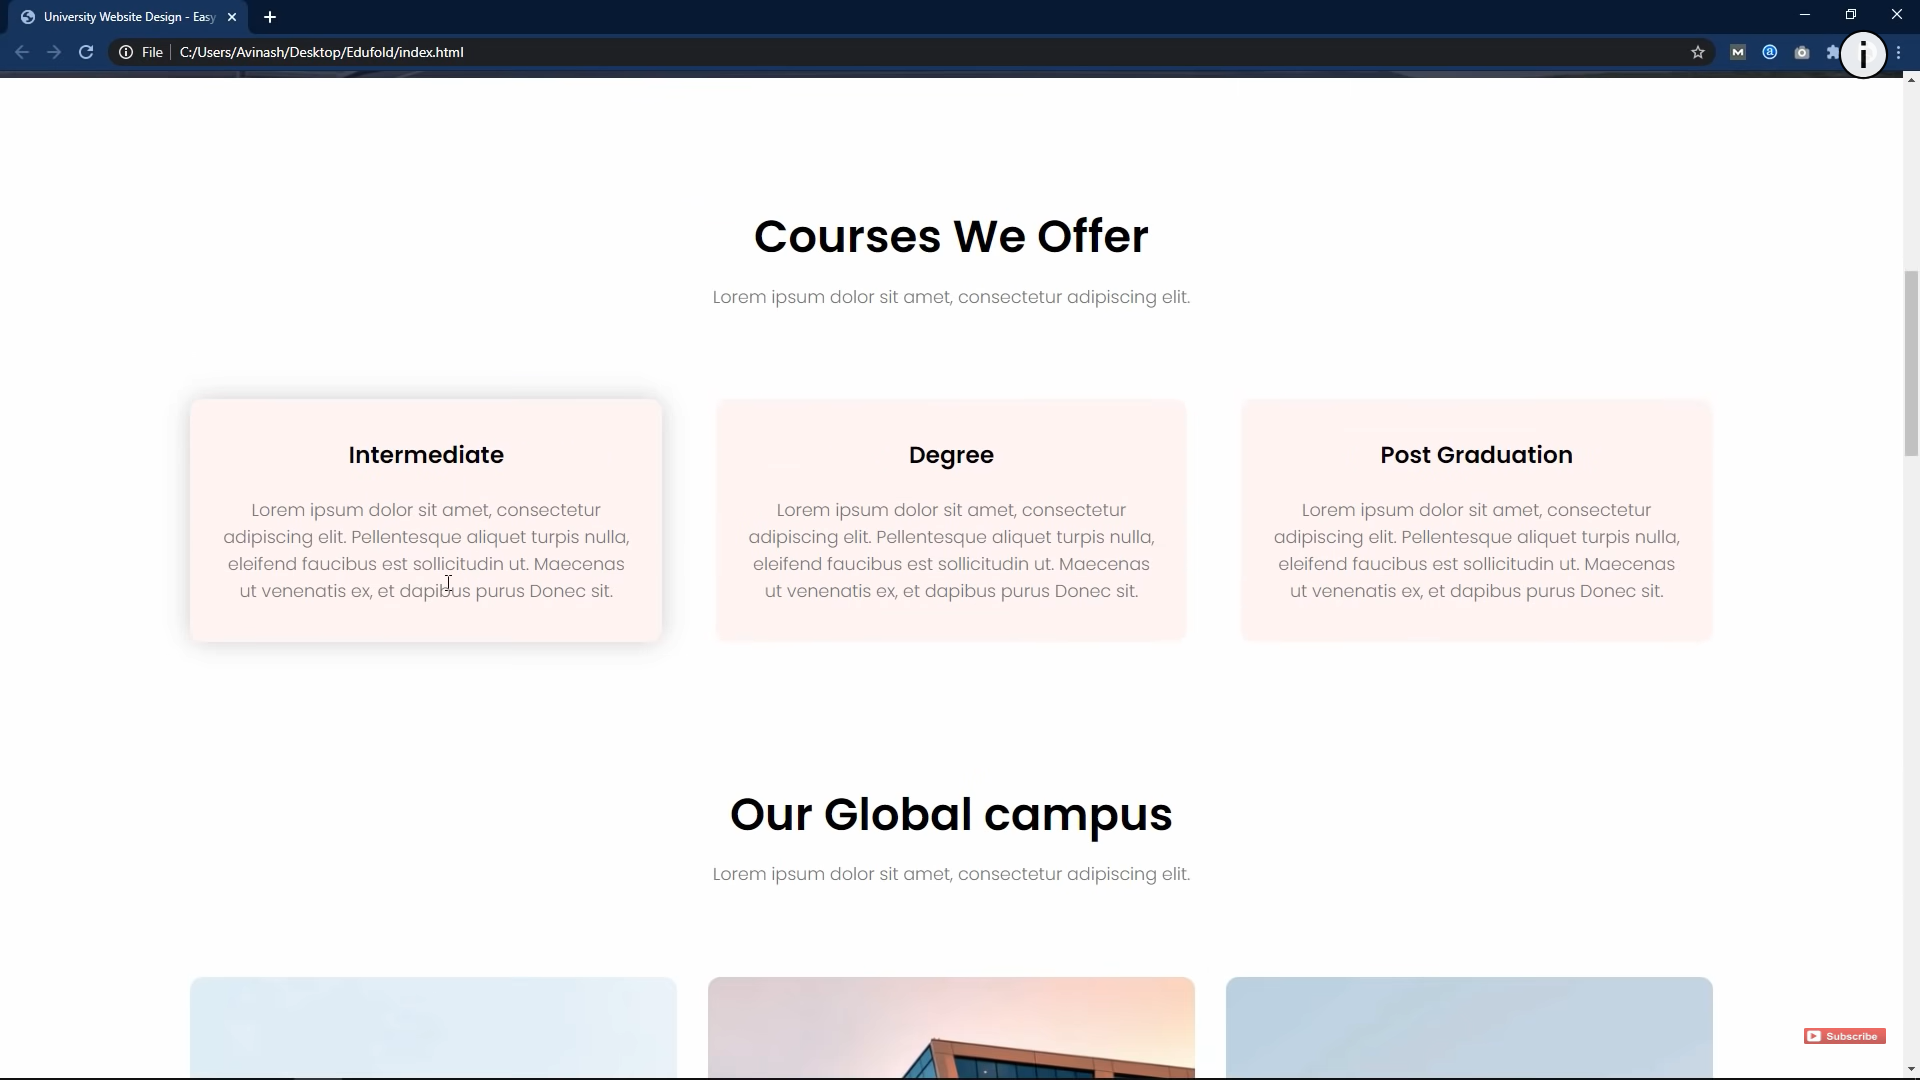 University Website Design - Easy
File
C:/Users/Avinash/Desktop/Edufold/index.html
Courses We Offer
Lorem ipsum dolor sit amet, consectetur adipiscing elit.
Intermediate
Lorem ipsum dolor sit amet, consectetur
adipiscing elit. Pellentesque aliquet turpis nulla,
eleifend faucibus est sollicitudin ut. Maecenas
ut venenatis ex, et dapibus purus Donec sit.
Degree
Lorem ipsum dolor sit amet, consectetur
adipiscing elit. Pellentesque aliquet turpis nulla,
eleifend faucibus est sollicitudin ut. Maecenas
ut venenatis ex, et dapibus purus Donec sit.
Post Graduation
Lorem ipsum dolor sit amet, consectetur
adipiscing elit. Pellentesque aliquet turpis nulla,
eleifend faucibus est sollicitudin ut. Maecenas
ut venenatis ex, et dapibus purus Donec sit.
Our Global campus
Lorem ipsum dolor sit amet, consectetur adipiscing elit.
Subscribe